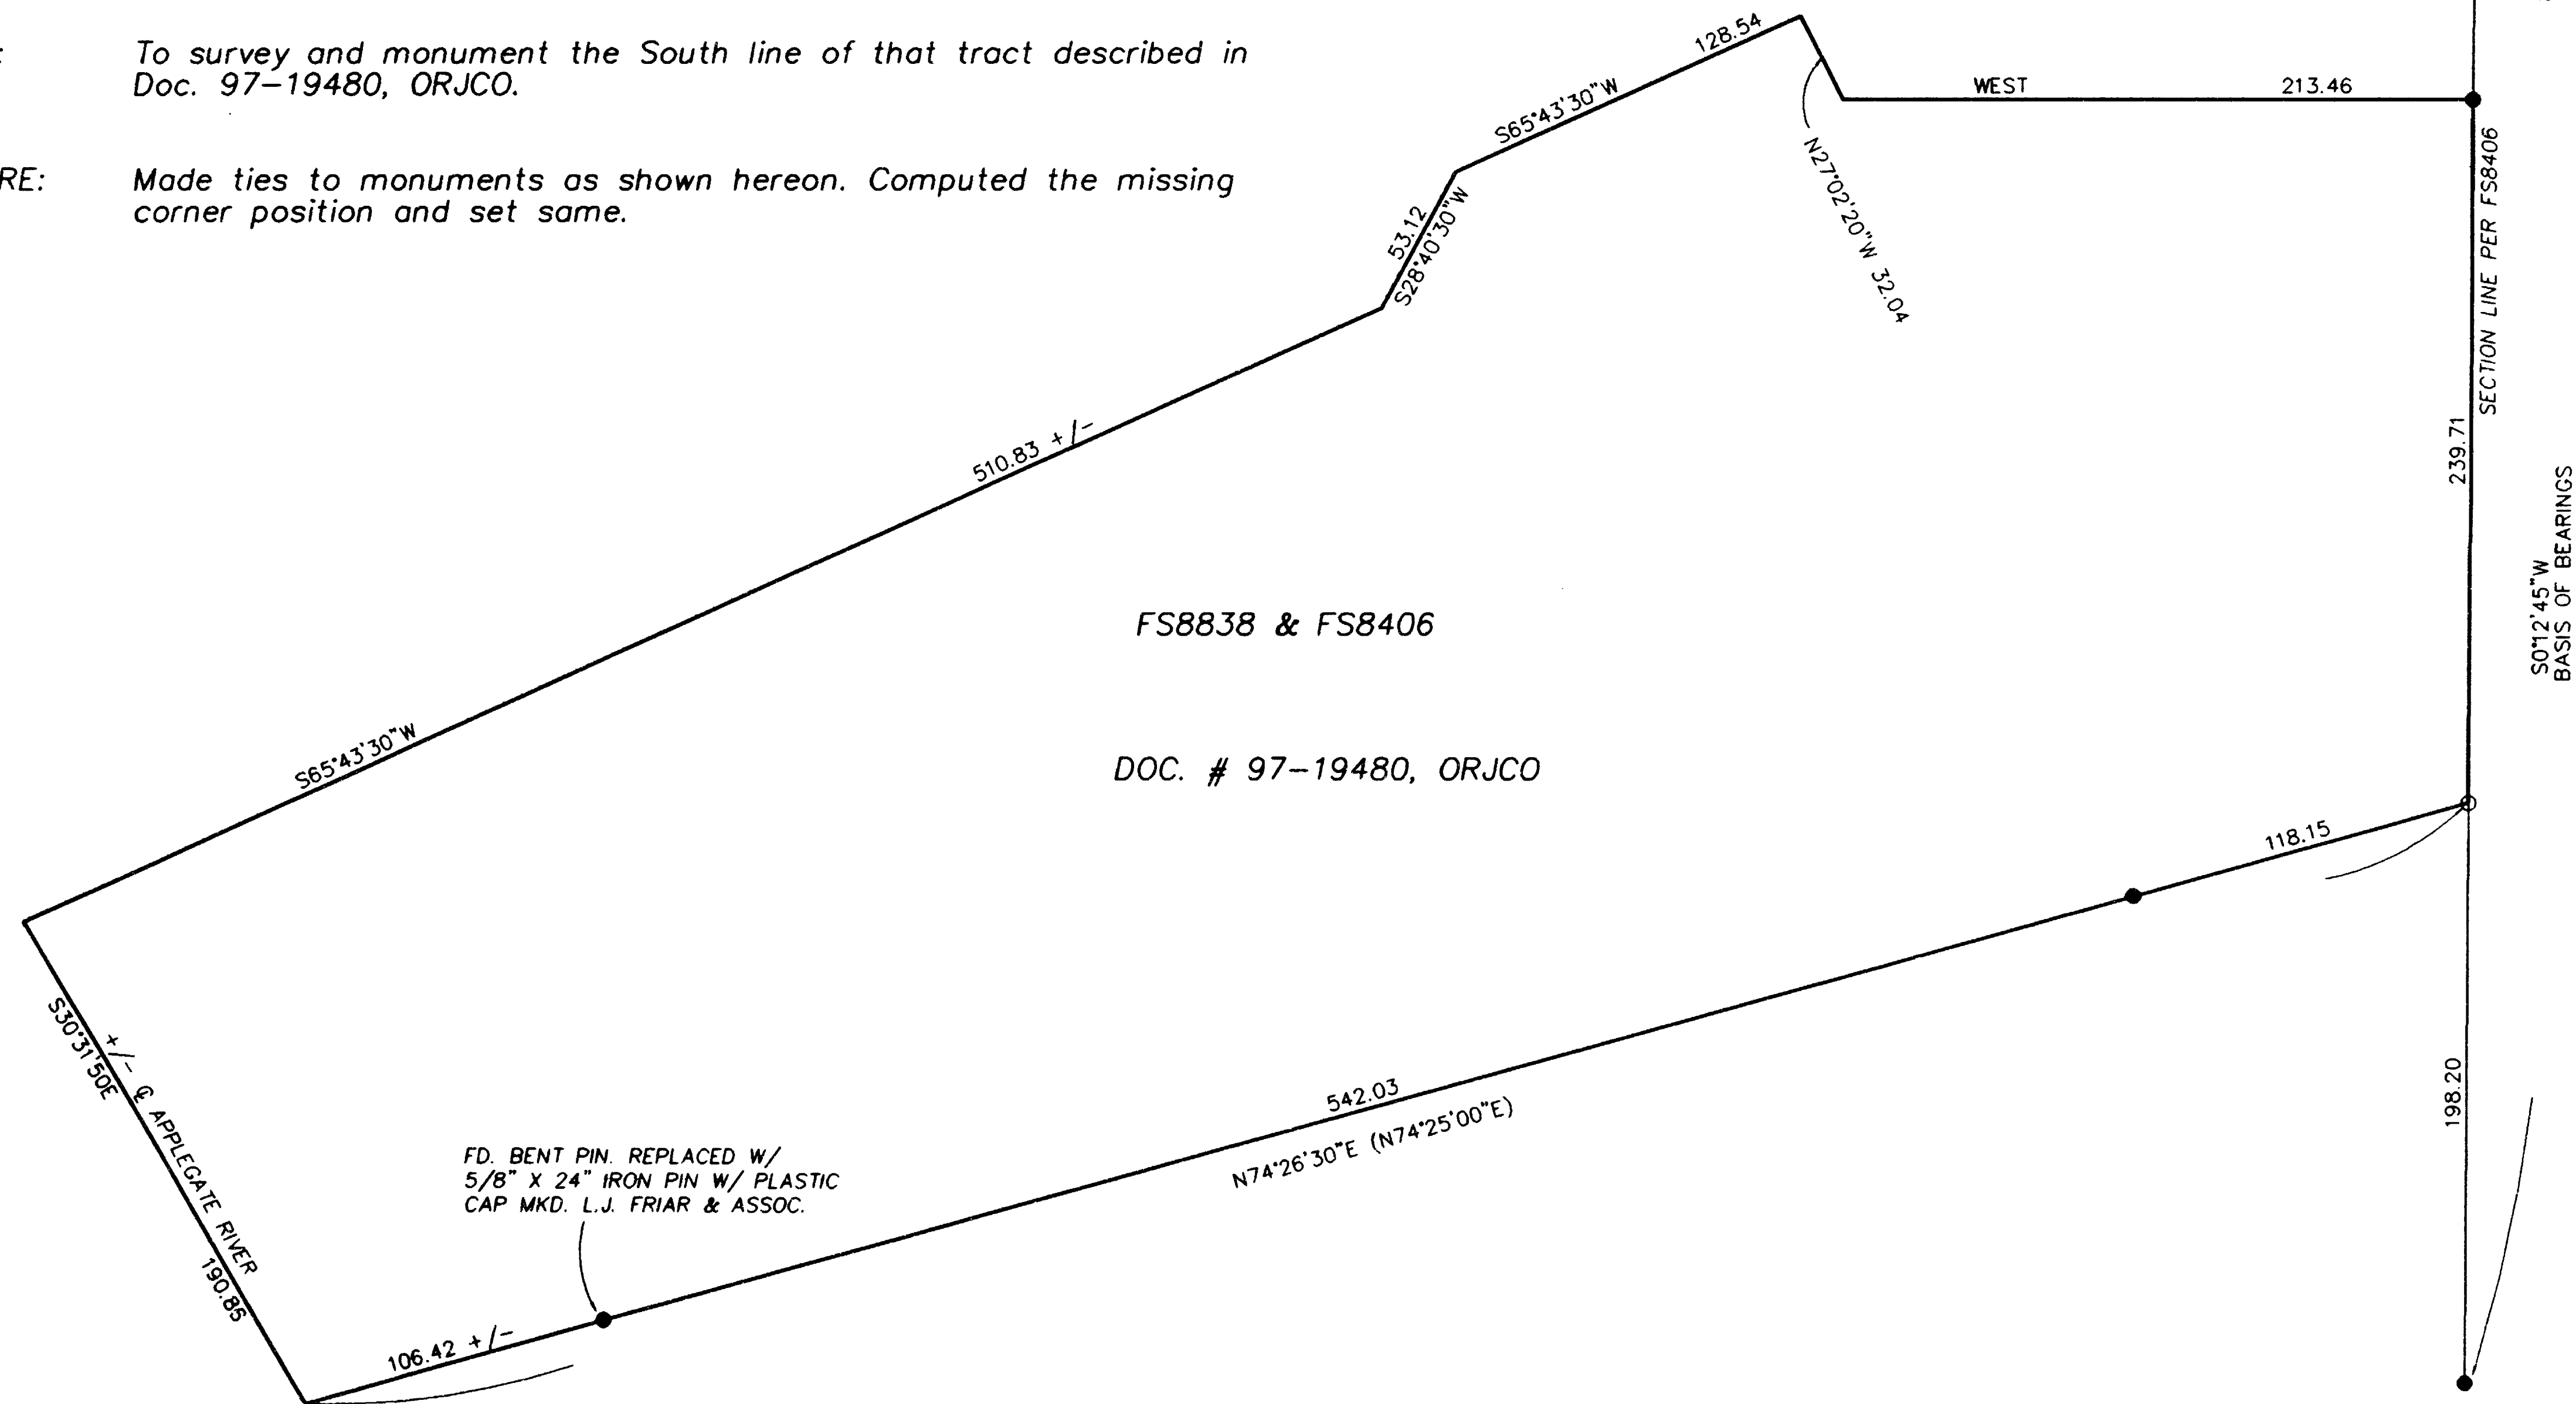 :
To survey and monument the South line of that tract described in
Doc. 97-19480, ORJCO.
RE:
Made ties to monuments as shown hereon. Computed the missing
corner position and set same.
128.54
S65°43'30"W
WEST
213.46
N27°02'20"W 32.04
53.12
S28°40'30"W
SECTION LINE PER FS8406
239.71
S0°12'45"W
BASIS OF BEARINGS
510.83 +/-
S65°43'30"W
FS8838 & FS8406
DOC. # 97-19480, ORJCO
118.15
198.20
S30°31'50E
+/- ℄ APPLEGATE RIVER
190.85
542.03
N74°26'30"E (N74°25'00"E)
FD. BENT PIN. REPLACED W/
5/8" X 24" IRON PIN W/ PLASTIC
CAP MKD. L.J. FRIAR & ASSOC.
106.42 +/-